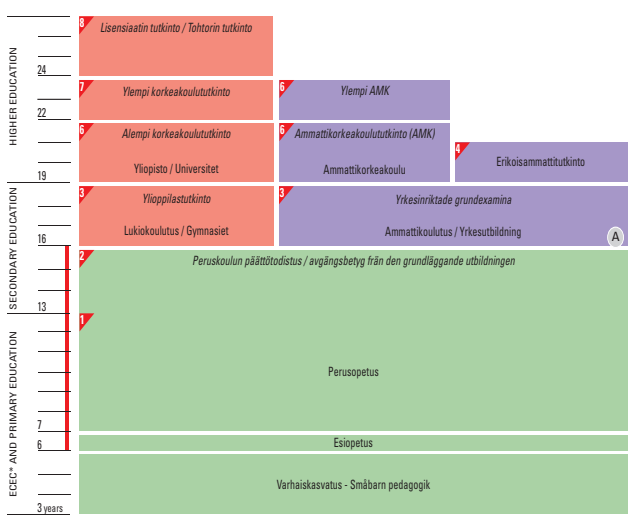 8
Lisensiaatin tutkinto / Tohtorin tutkinto
24
7
Ylempi korkeakoulututkinto
6
Ylempi AMK
22
6
Alempi korkeakoulututkinto
Yliopisto / Universitet
6
Ammattikorkeakoulututkinto (AMK)
Ammattikorkeakoulu
4
Erikoisammattitutkinto
19
HIGHER EDUCATION
3
Ylioppilastutkinto
Lukiokoulutus / Gymnasiet
3
Yrkesinriktade grundexamina
Ammattikoulutus / Yrkesutbildning
A
16
SECONDARY EDUCATION
2
Peruskoulun päättötodistus / avgångsbetyg från den grundläggande utbildningen
13
1
Perusopetus
7
Esiopetus
6
Varhaiskasvatus - Småbarn pedagogik
3 years
ECEC* AND PRIMARY EDUCATION